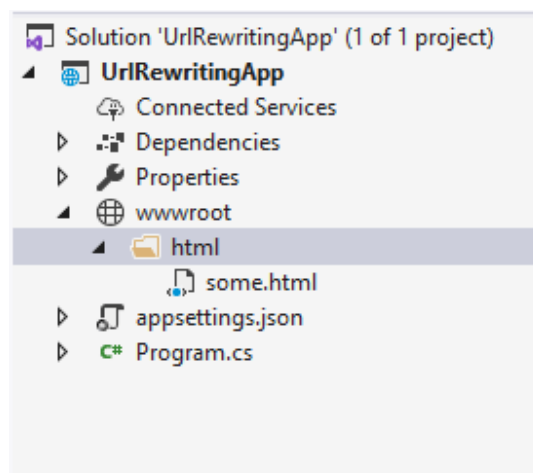 Solution 'UrlRewritingApp' (1 of 1 project)
UrlRewritingApp
Connected Services
Dependencies
Properties
wwwroot
html
some.html
appsettings.json
C# Program.cs